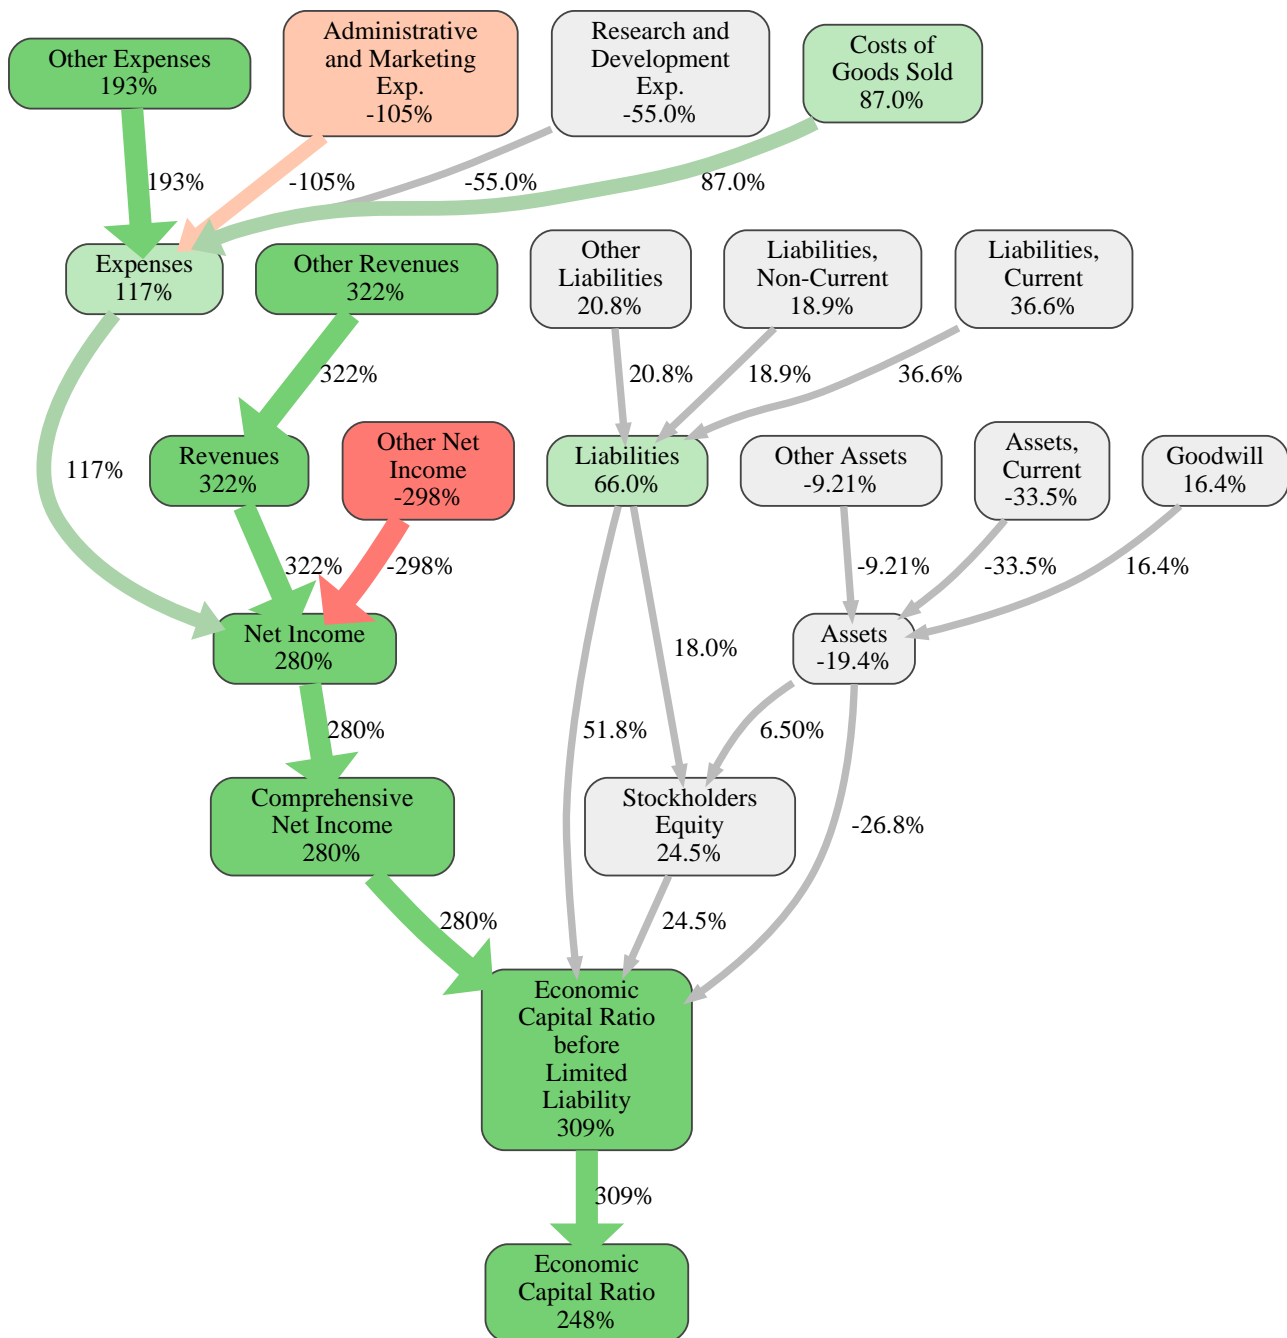 Other Expenses
193%
Administrative
and Marketing
Exp.
-105%
Research and
Development
Exp.
-55.0%
Costs of
Goods Sold
87.0%
193%
-105%
-55.0%
87.0%
Expenses
117%
Other Revenues
322%
Other
Liabilities
20.8%
Liabilities,
Non-Current
18.9%
Liabilities,
Current
36.6%
322%
20.8%
18.9%
36.6%
117%
Revenues
322%
Other Net
Income
-298%
Liabilities
66.0%
Other Assets
-9.21%
Assets,
Current
-33.5%
Goodwill
16.4%
322%
-298%
-9.21%
-33.5%
16.4%
Net Income
280%
18.0%
Assets
-19.4%
280%
51.8%
6.50%
Comprehensive
Net Income
280%
Stockholders
Equity
24.5%
-26.8%
280%
24.5%
Economic
Capital Ratio
before
Limited
Liability
309%
309%
Economic
Capital Ratio
248%